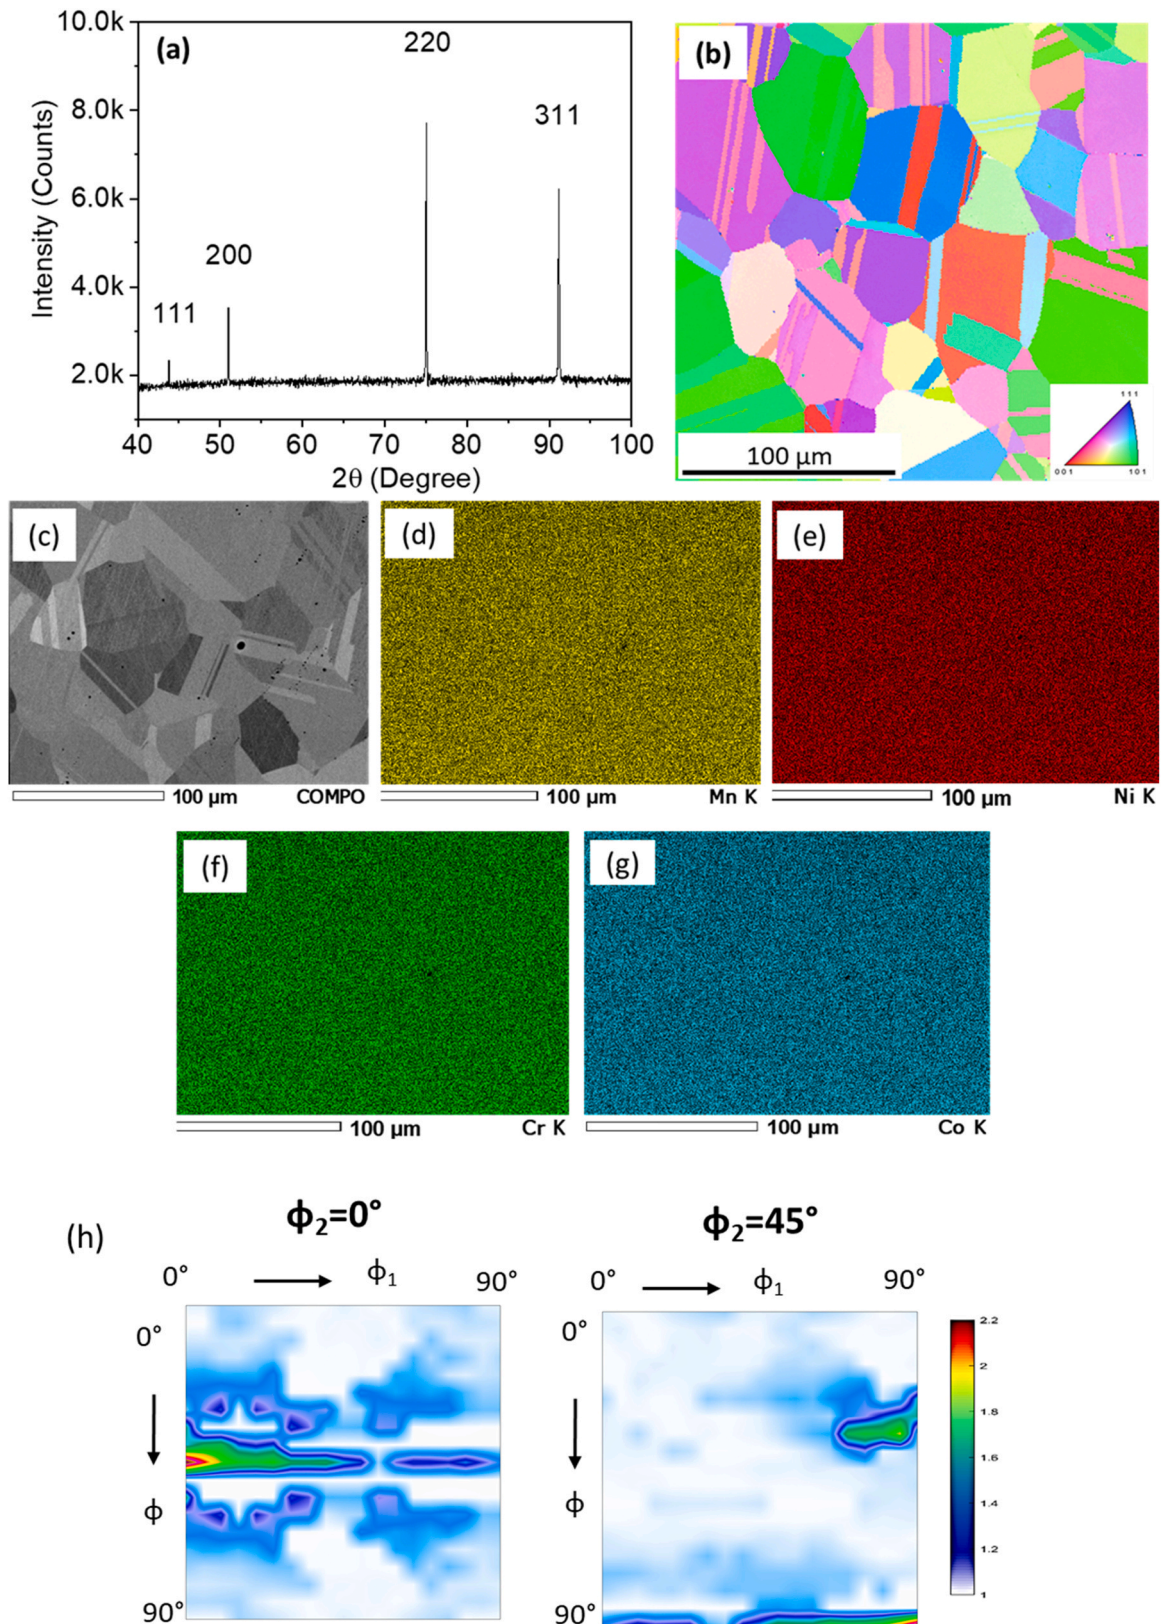 (a)
10.0k
8.0k
6.0k
4.0k
2.0k
Intensity (Counts)
111
200
220
311
40 50 60 70 80 90 100
2θ (Degree)
(b)
100 µm
111
001
101
(c)
100 µm COMPO
(d)
100 µm Mn K
(e)
100 µm Ni K
(f)
100 µm Cr K
(g)
100 µm Co K
(h)
ϕ2=0°
0° ϕ1 90°
0°
ϕ
90°
ϕ2=45°
0° ϕ1 90°
0°
ϕ
90°
2.2
2
1.8
1.6
1.4
1.2
1